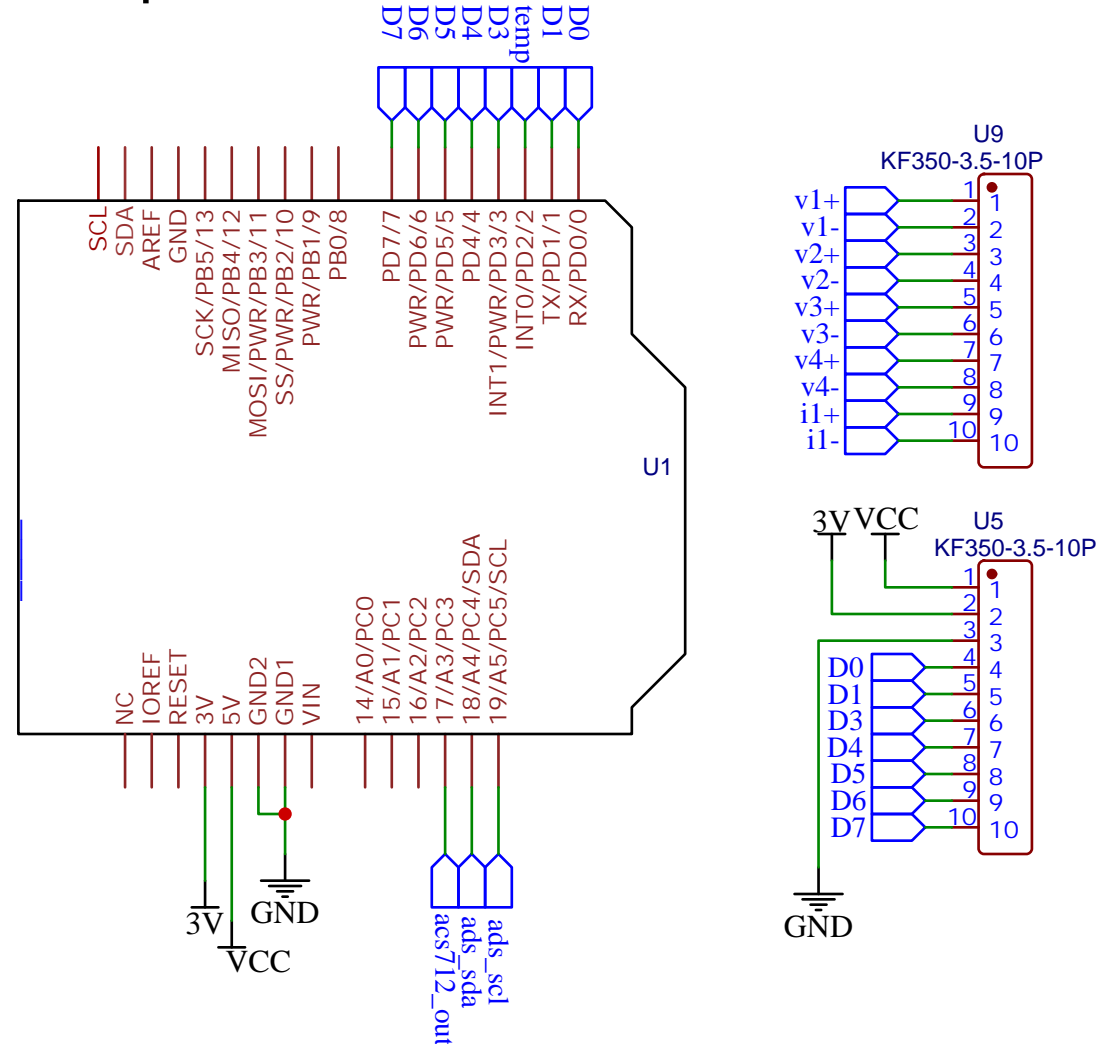 D7
D6
D5
D4
D3
temp
D1
D0
SCL
SDA
AREF
GND
SCK/PB5/13
MISO/PB4/12
MOSI/PWR/PB3/11
SS/PWR/PB2/10
PWR/PB1/9
PB0/8
PD7/7
PWR/PD6/6
PWR/PD5/5
PD4/4
INT1/PWR/PD3/3
INT0/PD2/2
TX/PD1/1
RX/PD0/0
U1
NC
IOREF
RESET
3V
5V
GND2
GND1
VIN
14/A0/PC0
15/A1/PC1
16/A2/PC2
17/A3/PC3
18/A4/PC4/SDA
19/A5/PC5/SCL
3V
VCC
GND
acs712_out
ads_sda
ads_scl
U9
KF350-3.5-10P
v1+ 1 1
v1- 2 2
v2+ 3 3
v2- 4 4
v3+ 5 5
v3- 6 6
v4+ 7 7
v4- 8 8
i1+ 9 9
i1- 10 10
3V VCC U5
KF350-3.5-10P
1 1
2 2
3 3
D0 4 4
D1 5 5
D3 6 6
D4 7 7
D5 8 8
D6 9 9
D7 10 10
GND